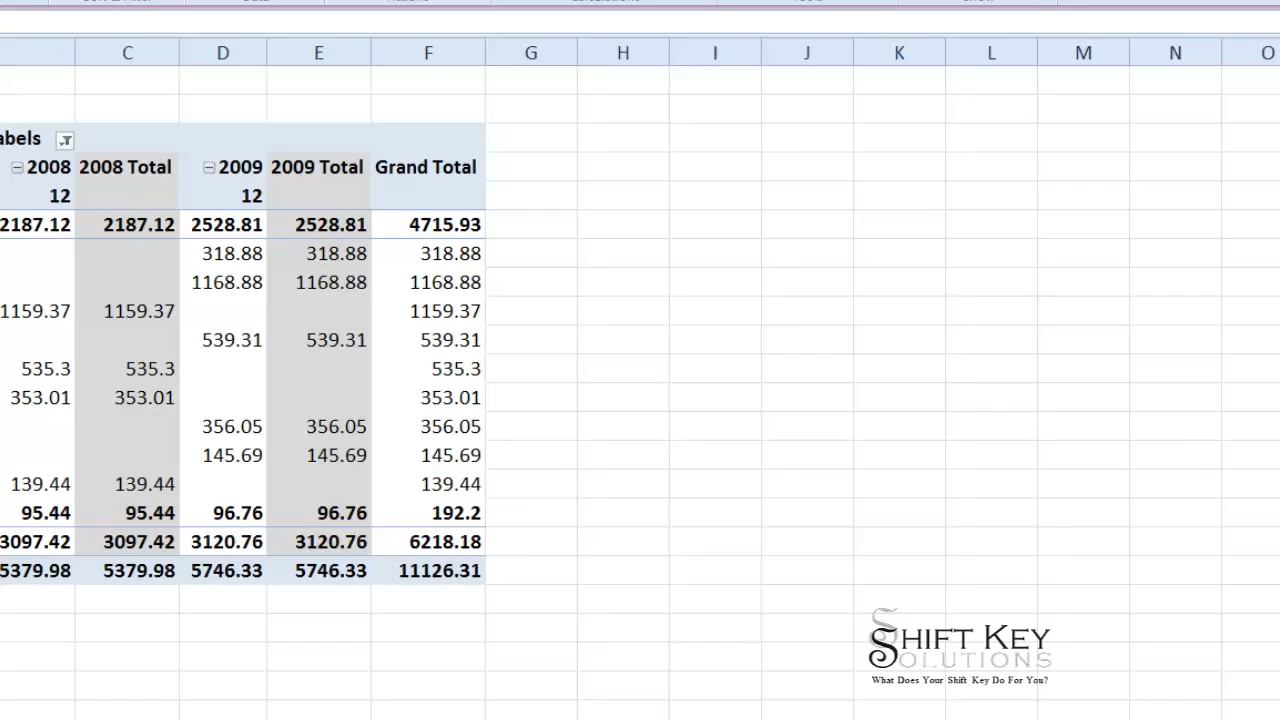 C D E F G H I J K L M N O
abels
2008 2008 Total 2009 2009 Total Grand Total
12 12
2187.12 2187.12 2528.81 2528.81 4715.93
318.88 318.88 318.88
1168.88 1168.88 1168.88
1159.37 1159.37 1159.37
539.31 539.31 539.31
535.3 535.3 535.3
353.01 353.01 353.01
356.05 356.05 356.05
145.69 145.69 145.69
139.44 139.44 139.44
95.44 95.44 96.76 96.76 192.2
3097.42 3097.42 3120.76 3120.76 6218.18
5379.98 5379.98 5746.33 5746.33 11126.31
SHIFT KEY
SOLUTIONS
What Does Your Shift Key Do For You?